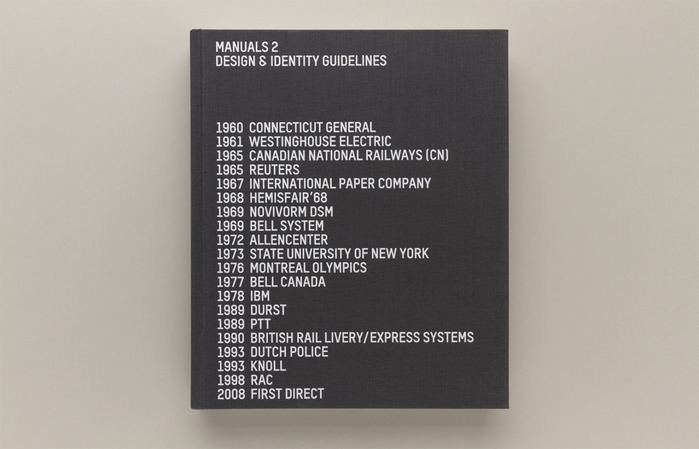 MANUALS 2
DESIGN & IDENTITY GUIDELINES
1960 CONNECTICUT GENERAL
1961 WESTINGHOUSE ELECTRIC
1965 CANADIAN NATIONAL RAILWAYS (CN)
1965 REUTERS
1967 INTERNATIONAL PAPER COMPANY
1968 HEMISFAIR'68
1969 NOVIVORM DSM
1969 BELL SYSTEM
1972 ALLENCENTER
1973 STATE UNIVERSITY OF NEW YORK
1976 MONTREAL OLYMPICS
1977 BELL CANADA
1978 IBM
1989 DURST
1989 PTT
1990 BRITISH RAIL LIVERY/EXPRESS SYSTEMS
1993 DUTCH POLICE
1993 KNOLL
1998 RAC
2008 FIRST DIRECT